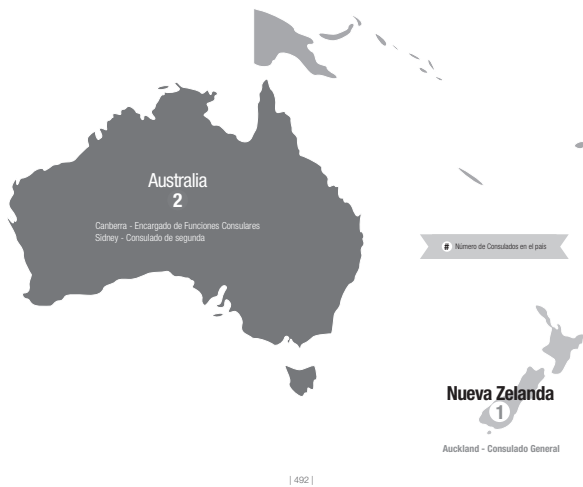 Australia
2
Canberra - Encargado de Funciones Consulares
Sidney - Consulado de segunda
# Número de Consulados en el país
Nueva Zelanda
1
Auckland - Consulado General
| 492 |